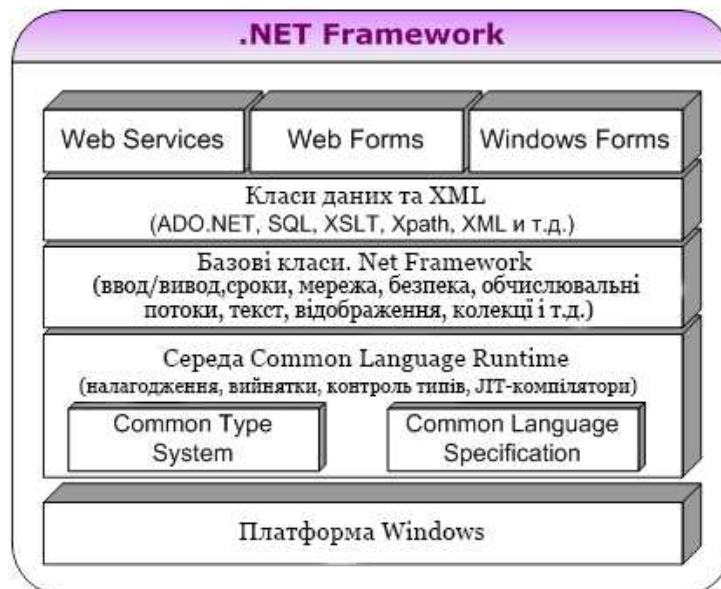 .NET Framework
Web Services
Web Forms
Windows Forms
Класи даних та XML
(ADO.NET, SQL, XSLT, Xpath, XML и т.д.)
Базові класи. Net Framework
(ввод/вивод,сроки, мережа, безпека, обчислювальні
потоки, текст, відображення, колекції і т.д.)
Середа Common Language Runtime
(налагодження, вийнятки, контроль типів, JIT-компілятори)
Common Type
System
Common Language
Specification
Платформа Windows